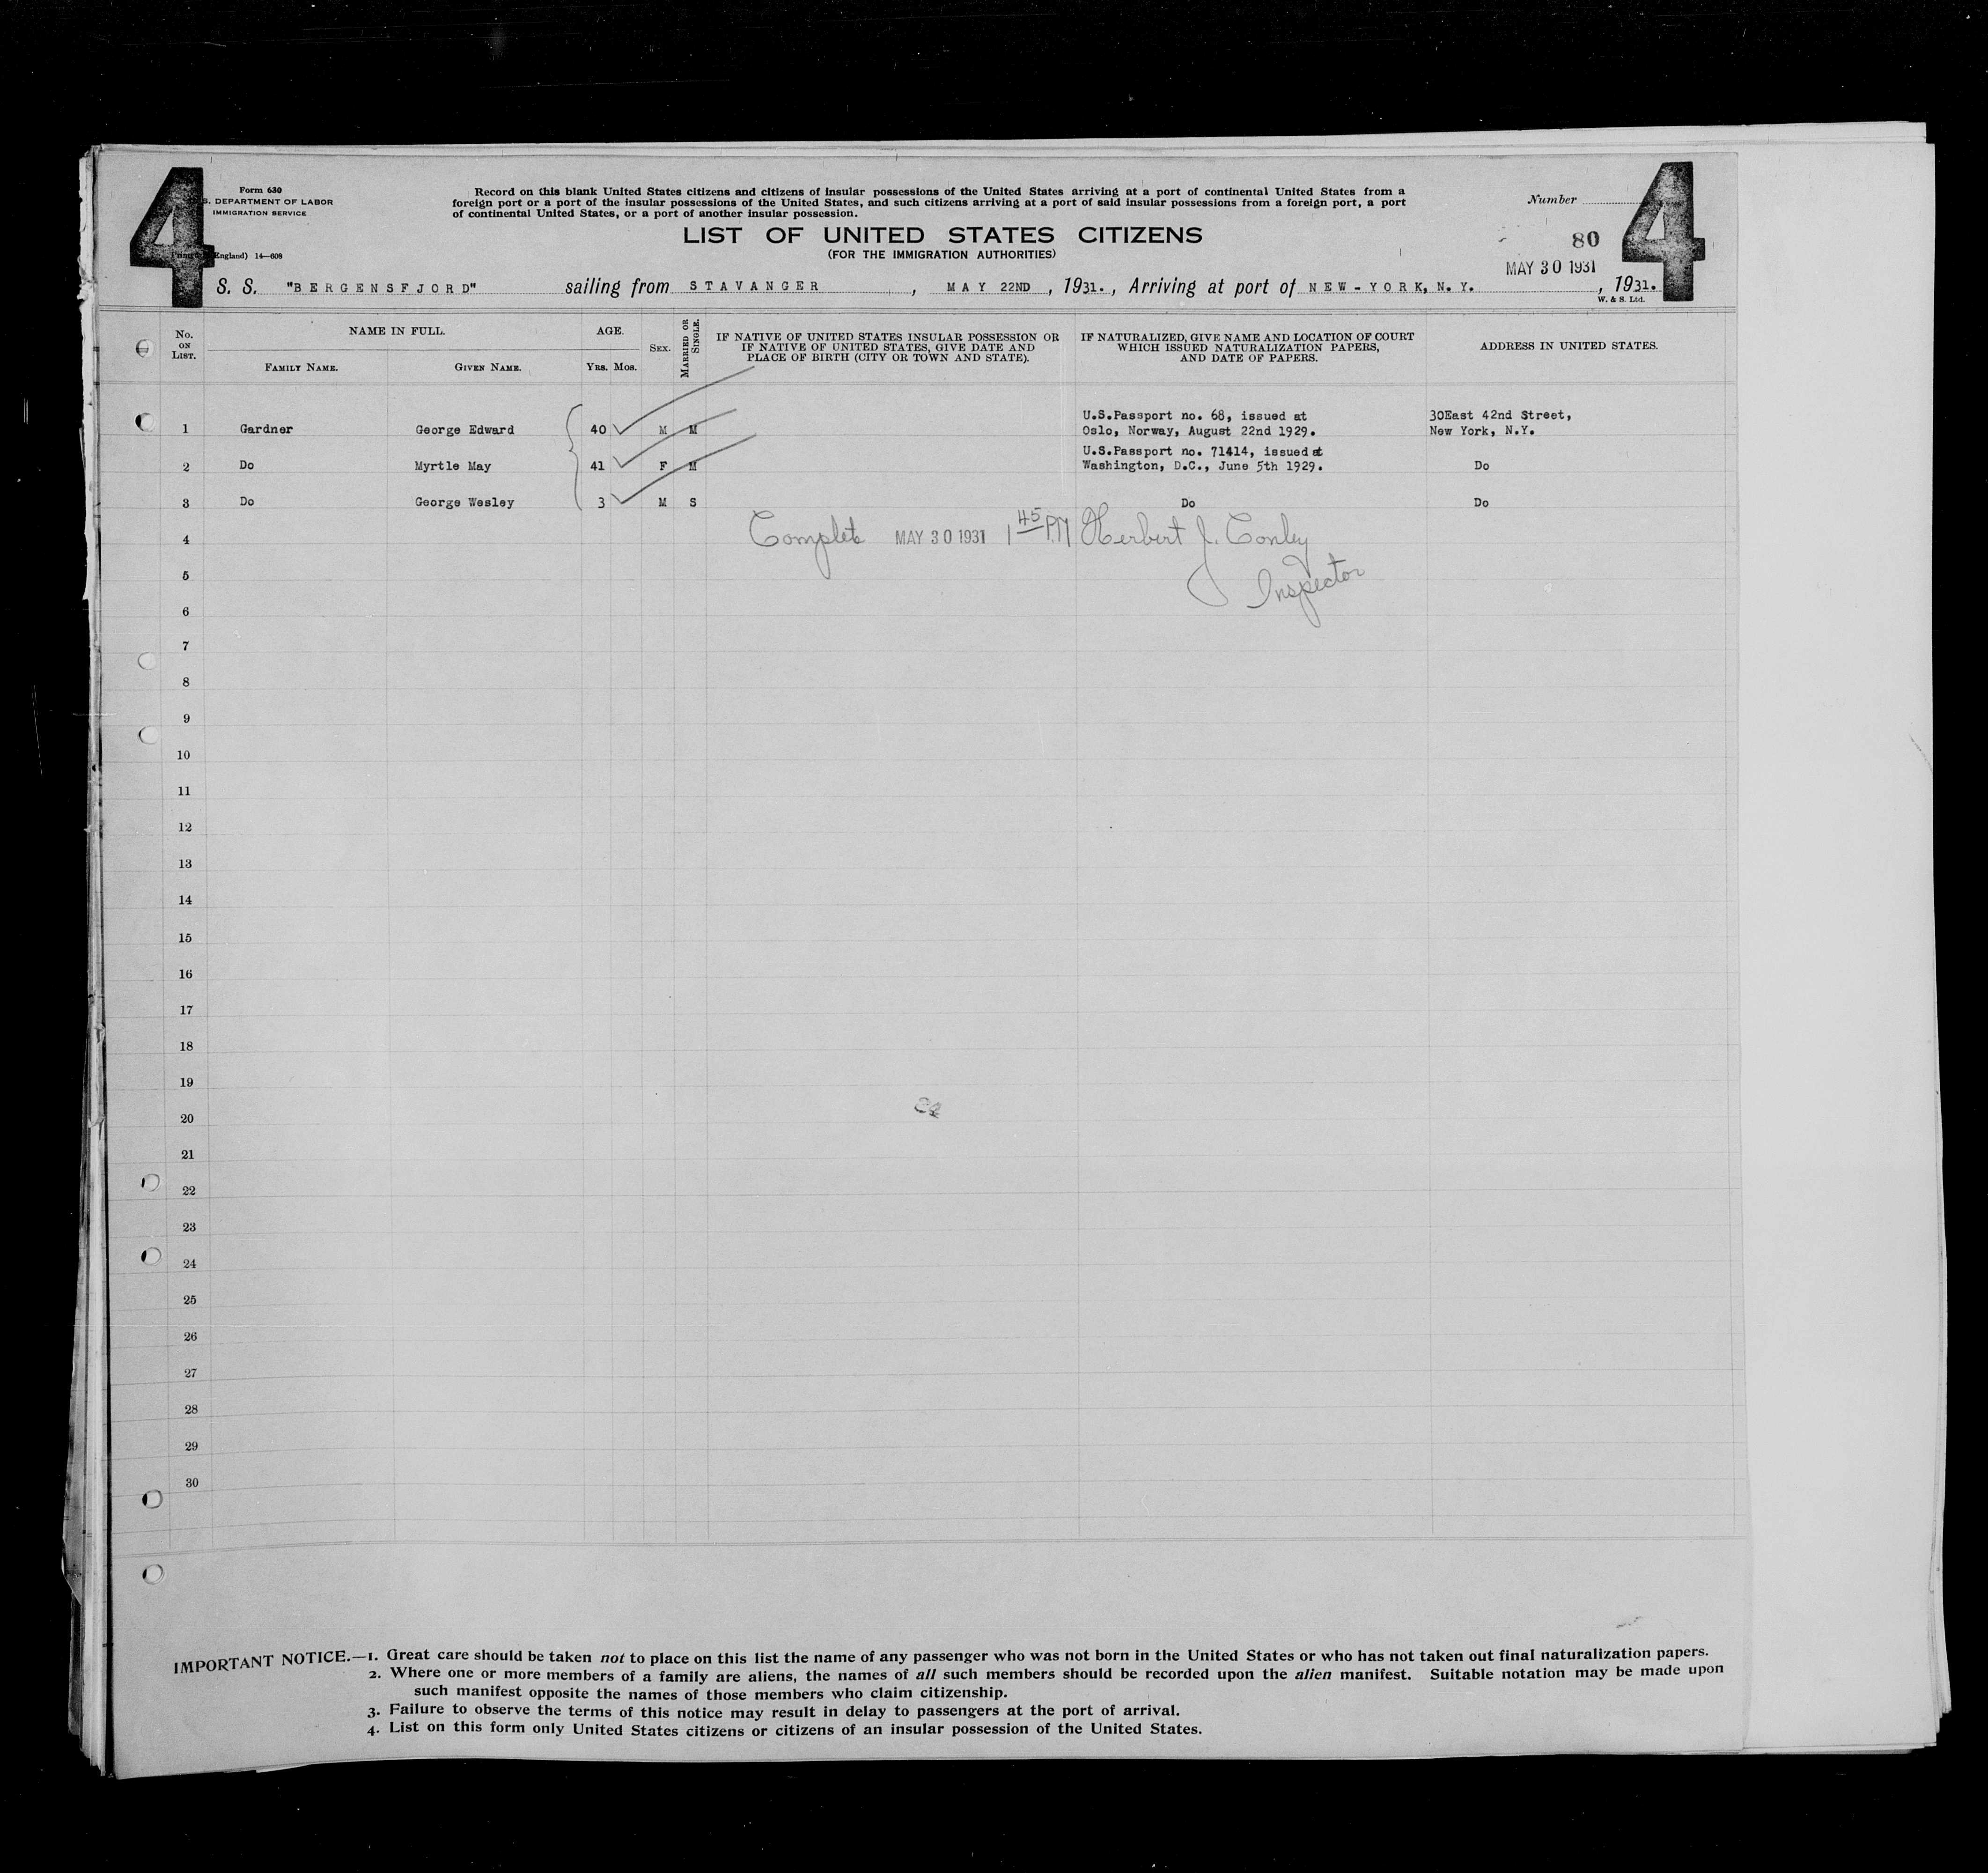 4
Form 630
S. DEPARTMENT OF LABOR
IMMIGRATION SERVICE
England) 14—608
Record on this blank United States citizens and citizens of insular possessions of the United States arriving at a port of continental United States from a
foreign port or a port of the insular possessions of the United States, and such citizens arriving at a port of said insular possessions from a foreign port, a port
of continental United States, or a port of another insular possession.
LIST OF UNITED STATES CITIZENS
(FOR THE IMMIGRATION AUTHORITIES)
Number
4
80
MAY 30 1931
S. S. "BERGENSFJORD" sailing from STAVANGER, MAY 22ND, 1931., Arriving at port of NEW-YORK, N.Y., 1931.
W. & S. Ltd.
No. ON LIST.
NAME IN FULL.
FAMILY NAME. GIVEN NAME.
AGE.
YRS. MOS.
SEX.
MARRIED OR SINGLE.
IF NATIVE OF UNITED STATES INSULAR POSSESSION OR
IF NATIVE OF UNITED STATES, GIVE DATE AND
PLACE OF BIRTH (CITY OR TOWN AND STATE).
IF NATURALIZED, GIVE NAME AND LOCATION OF COURT
WHICH ISSUED NATURALIZATION PAPERS,
AND DATE OF PAPERS.
ADDRESS IN UNITED STATES.
U.S.Passport no. 68, issued at 30East 42nd Street,
1 Gardner George Edward 40 M M Oslo, Norway, August 22nd 1929. New York, N.Y.
U.S.Passport no. 71414, issued at
2 Do Myrtle May 41 F M Washington, D.C., June 5th 1929. Do
3 Do George Wesley 3 M S Do Do
4 Complete MAY 30 1931 1 45 PM Herbert J. Conley
5 Inspector
6
7
8
9
10
11
12
13
14
15
16
17
18
19
20
21
22
23
24
25
26
27
28
29
30
IMPORTANT NOTICE.—1. Great care should be taken not to place on this list the name of any passenger who was not born in the United States or who has not taken out final naturalization papers.
2. Where one or more members of a family are aliens, the names of all such members should be recorded upon the alien manifest. Suitable notation may be made upon
such manifest opposite the names of those members who claim citizenship.
3. Failure to observe the terms of this notice may result in delay to passengers at the port of arrival.
4. List on this form only United States citizens or citizens of an insular possession of the United States.